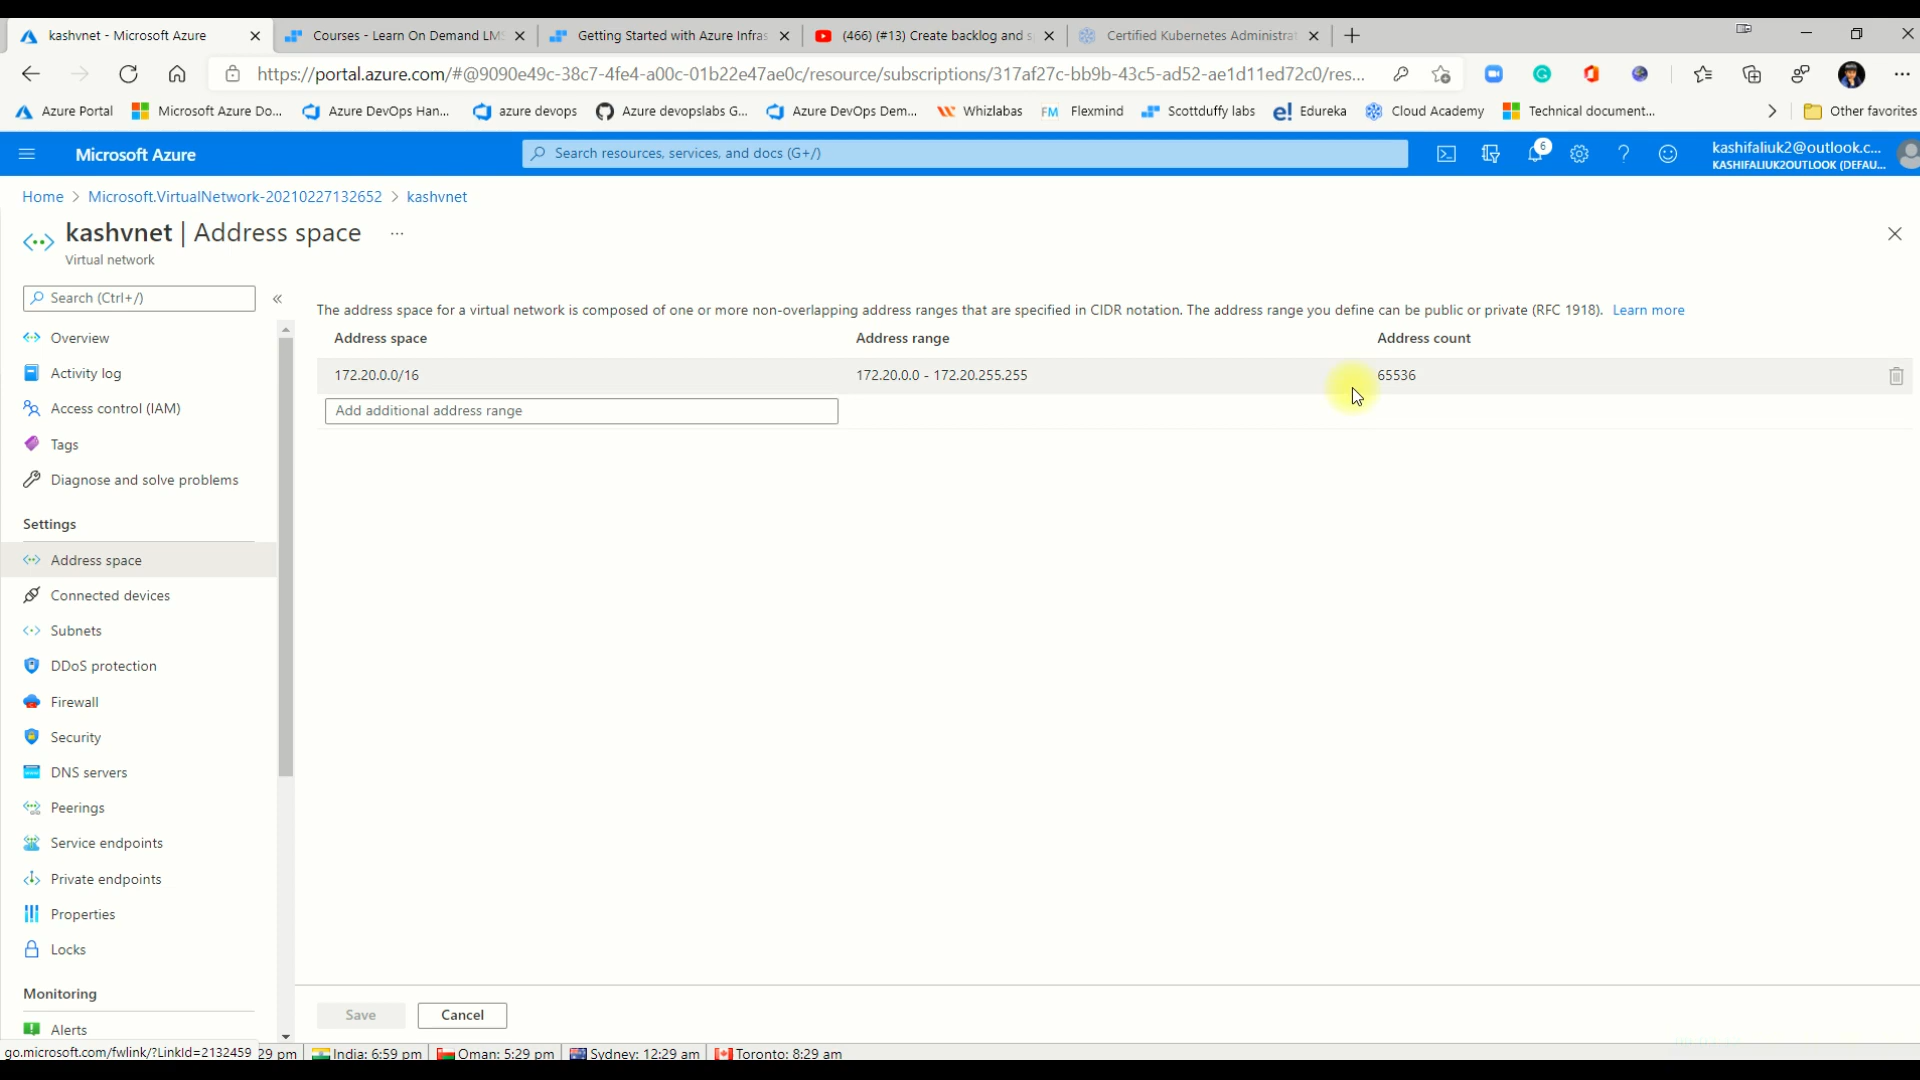 kashvnet - Microsoft Azure
Courses - Learn On Demand LMS
Getting Started with Azure Infras
(466) (#13) Create backlog and s
Certified Kubernetes Administrat
https://portal.azure.com/#@9090e49c-38c7-4fe4-a00c-01b22e47ae0c/resource/subscriptions/317af27c-bb9b-43c5-ad52-ae1d11ed72c0/res...
Azure Portal
Microsoft Azure Do...
Azure DevOps Han...
azure devops
Azure devopslabs G...
Azure DevOps Dem...
Whizlabs
FM Flexmind
Scottduffy labs
e! Edureka
Cloud Academy
Technical document...
Other favorites
Microsoft Azure
Search resources, services, and docs (G+/)
6
kashifaliuk2@outlook.c...
KASHIFALIUK2OUTLOOK (DEFAU...
Home > Microsoft.VirtualNetwork-20210227132652 > kashvnet
kashvnet | Address space ...
Virtual network
Search (Ctrl+/)
«
Overview
Activity log
Access control (IAM)
Tags
Diagnose and solve problems
Settings
Address space
Connected devices
Subnets
DDoS protection
Firewall
Security
DNS servers
Peerings
Service endpoints
Private endpoints
Properties
Locks
Monitoring
Alerts
The address space for a virtual network is composed of one or more non-overlapping address ranges that are specified in CIDR notation. The address range you define can be public or private (RFC 1918). Learn more
Address space Address range Address count
172.20.0.0/16 172.20.0.0 - 172.20.255.255 65536
Add additional address range
Save Cancel
go.microsoft.com/fwlink/?LinkId=2132459
29 pm India: 6:59 pm Oman: 5:29 pm Sydney: 12:29 am Toronto: 8:29 am